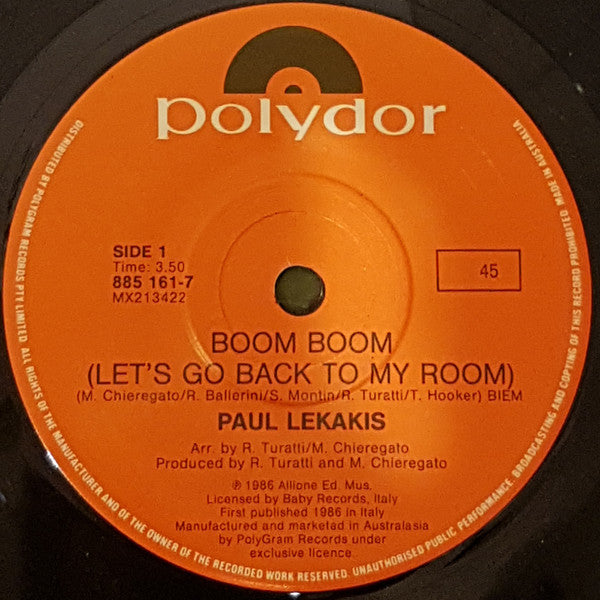 polydor
SIDE 1
Time: 3.50
885 161-7
MX213422
45
BOOM BOOM
(LET'S GO BACK TO MY ROOM)
(M. Chieregato/R. Ballerini/S. Montin/R. Turatti/T. Hooker) BIEM
PAUL LEKAKIS
Arr. by R. Turatti/M. Chieregato
Produced by R. Turatti and M. Chieregato
℗ 1986 Allione Ed. Mus.
Licensed by Baby Records, Italy
First published 1986 in Italy
Manufactured and marketed in Australasia
by PolyGram Records under
exclusive licence.
DISTRIBUTED BY POLYGRAM RECORDS PTY. LIMITED. ALL RIGHTS OF THE MANUFACTURER AND OF THE OWNER OF THE RECORDED WORK RESERVED. UNAUTHORISED PUBLIC PERFORMANCE, BROADCASTING AND COPYING OF THIS RECORD PROHIBITED. MADE IN AUSTRALIA